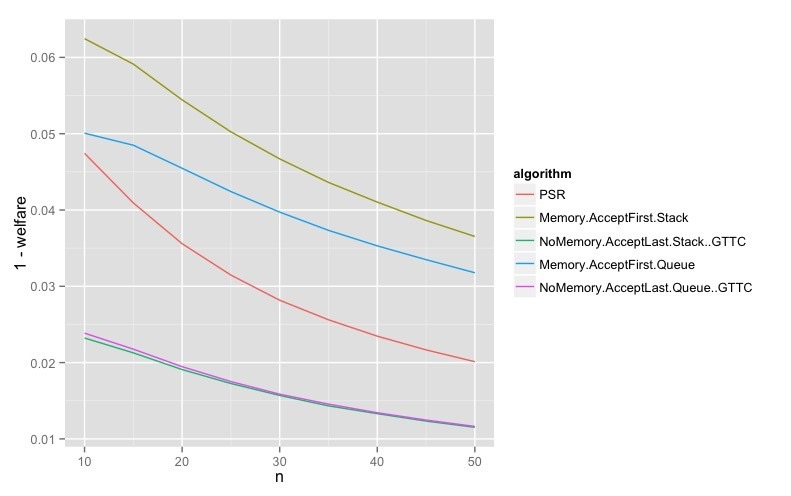 0.06
0.05
0.04
0.03
0.02
0.01
1 - welfare
10 20 30 40 50
n
algorithm
PSR
Memory.AcceptFirst.Stack
NoMemory.AcceptLast.Stack..GTTC
Memory.AcceptFirst.Queue
NoMemory.AcceptLast.Queue..GTTC